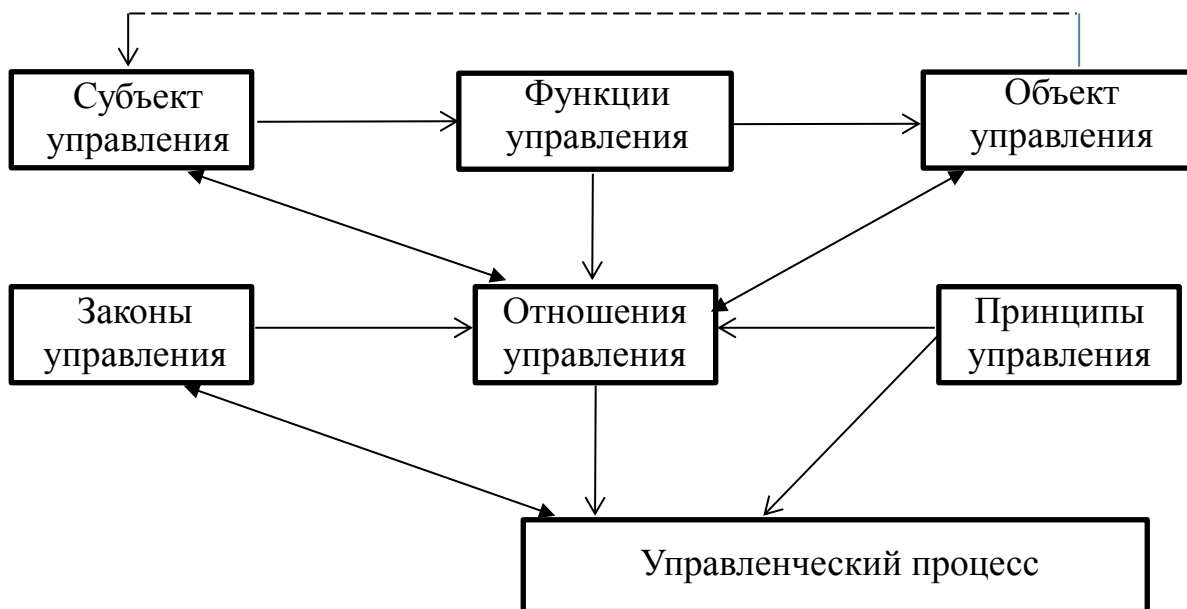 Субъект
управления
Функции
управления
Объект
управления
Законы
управления
Отношения
управления
Принципы
управления
Управленческий процесс